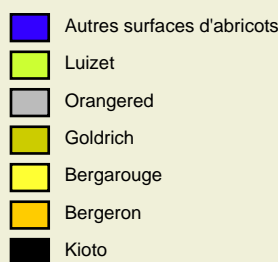 Autres surfaces d'abricots
Luizet
Orangered
Goldrich
Bergarouge
Bergeron
Kioto